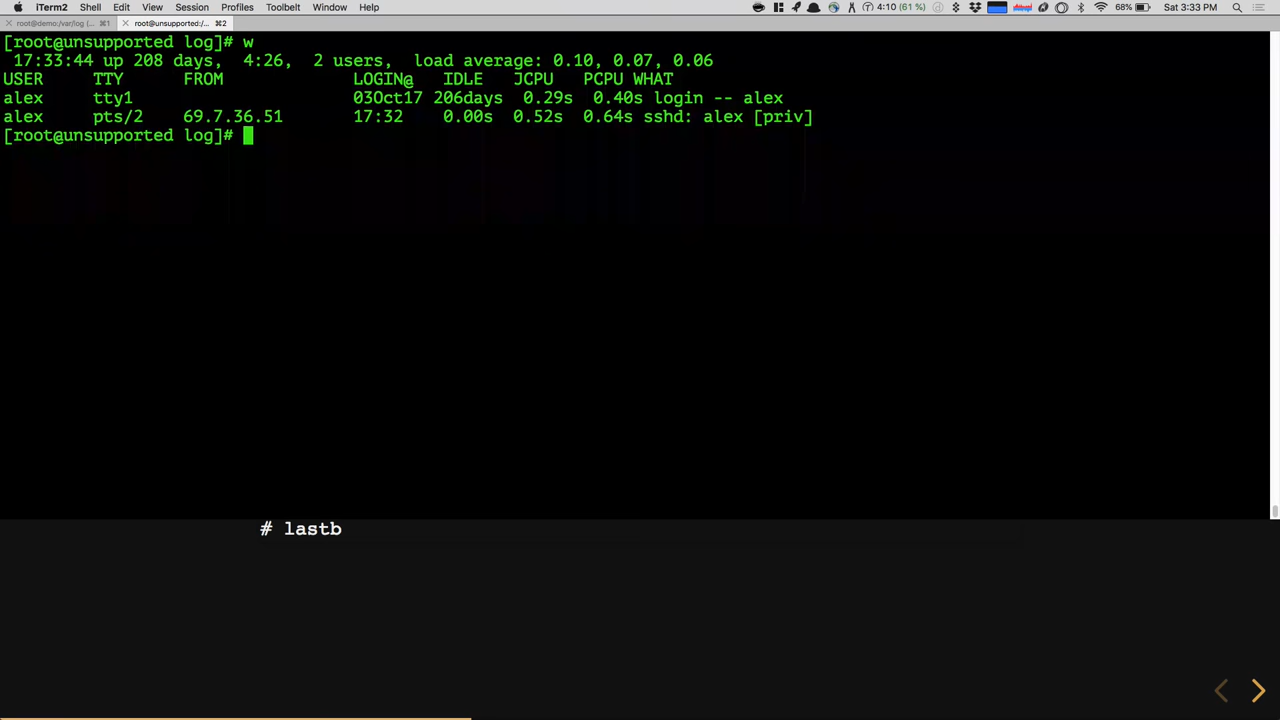 iTerm2 Shell Edit View Session Profiles Toolbelt Window Help 4:10 (61 %) 68% Sat 3:33 PM
root@demo:/var/log (... ⌘1 root@unsupported:/... ⌘2
[root@unsupported log]# w
17:33:44 up 208 days, 4:26, 2 users, load average: 0.10, 0.07, 0.06
USER TTY FROM LOGIN@ IDLE JCPU PCPU WHAT
alex tty1 03Oct17 206days 0.29s 0.40s login -- alex
alex pts/2 69.7.36.51 17:32 0.00s 0.52s 0.64s sshd: alex [priv]
[root@unsupported log]#
# lastb